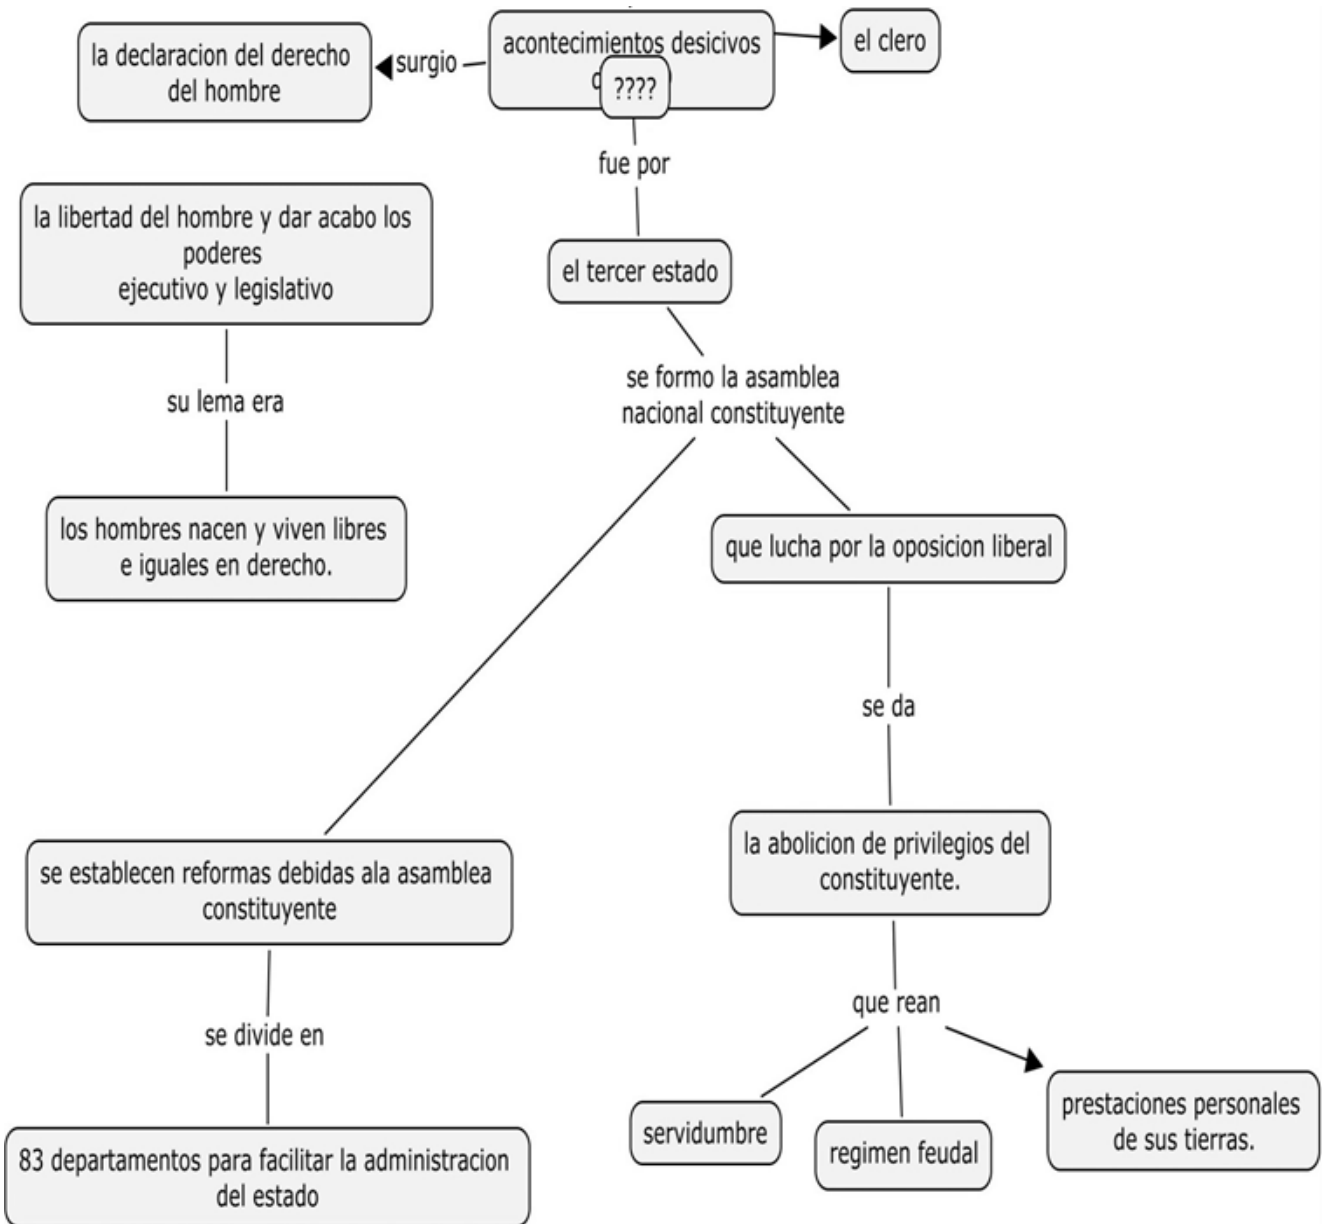 la declaracion del derecho
del hombre
surgio
acontecimientos desicivos
????
el clero
fue por
la libertad del hombre y dar acabo los
poderes
ejecutivo y legislativo
el tercer estado
su lema era
se formo la asamblea
nacional constituyente
los hombres nacen y viven libres
e iguales en derecho.
que lucha por la oposicion liberal
se da
la abolicion de privilegios del
constituyente.
se establecen reformas debidas ala asamblea
constituyente
que rean
se divide en
servidumbre
regimen feudal
prestaciones personales
de sus tierras.
83 departamentos para facilitar la administracion
del estado